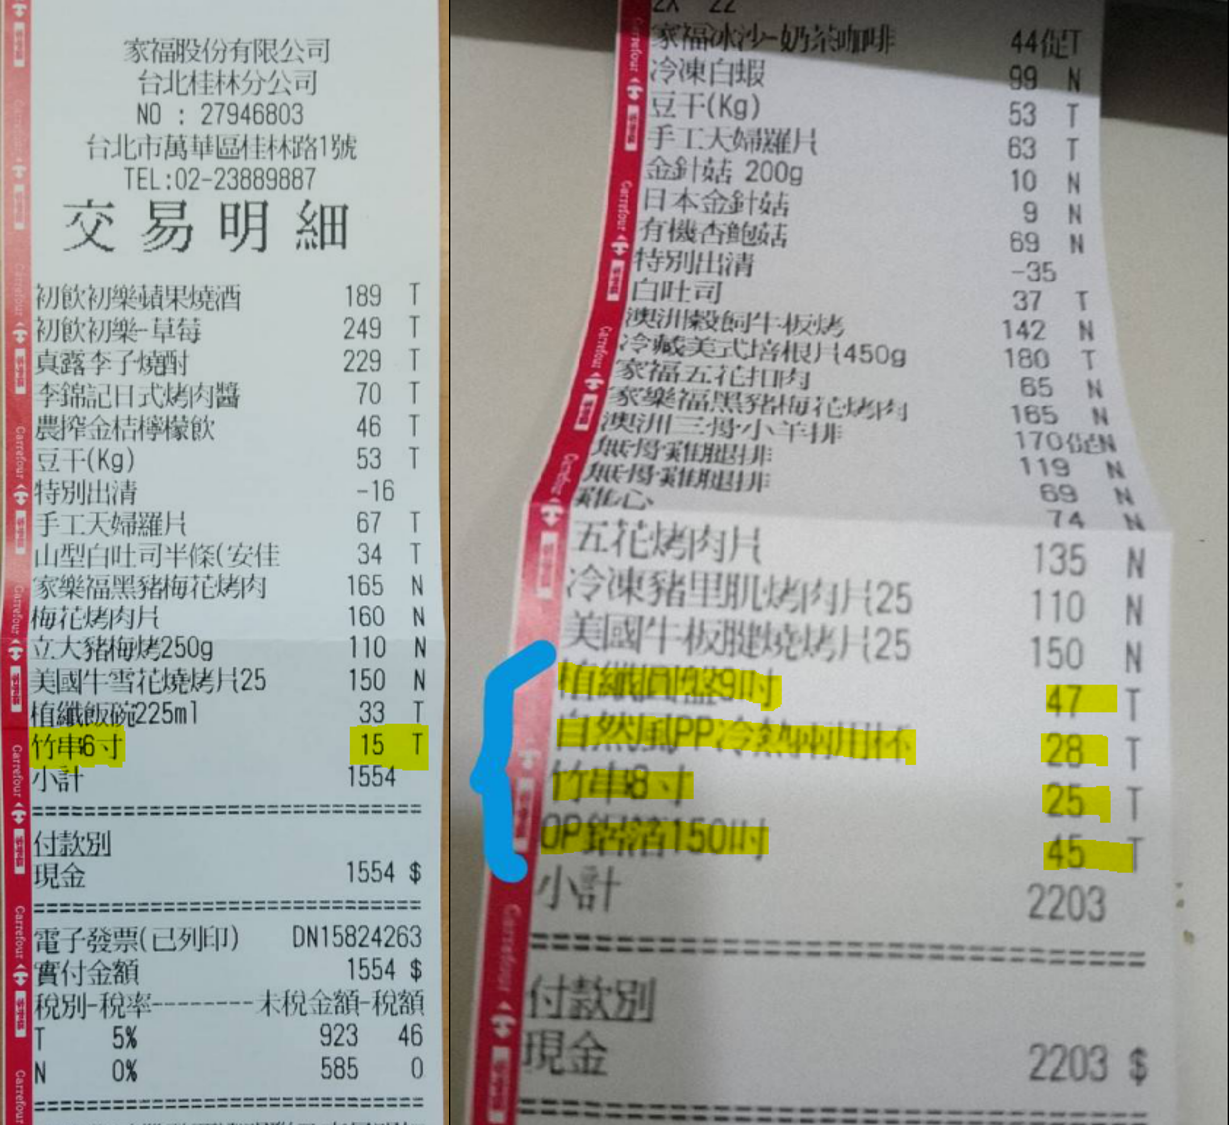 家福股份有限公司
台北桂林分公司
NO : 27946803
台北市萬華區桂林路1號
TEL:02-23889887
交易明細
初飲初樂蘋果燒酒 189 T
初飲初樂-草莓 249 T
真露李子燒酎 229 T
李錦記日式烤肉醬 70 T
農搾金桔檸檬飲 46 T
豆干(Kg) 53 T
特別出清 -16
手工天婦羅片 67 T
山型白吐司半條(安佳 34 T
家樂福黑豬梅花烤肉 165 N
梅花烤肉片 160 N
立大豬梅烤250g 110 N
美國牛雪花燒烤片25 150 N
植纖飯碗225ml 33 T
竹串6寸 15 T
小計 1554
付款別
現金 1554 $
電子發票(已列印) DN15824263
實付金額 1554 $
稅別-稅率--------未稅金額-稅額
T 5% 923 46
N 0% 585 0
2X 22
家福冰沙-奶茶咖啡 44促T
冷凍白蝦 99 N
豆干(Kg) 53 T
手工天婦羅片 63 T
金針菇 200g 10 N
日本金針菇 9 N
有機杏鮑菇 69 N
特別出清 -35
白吐司 37 T
澳洲穀飼牛板烤 142 N
冷藏美式培根片450g 180 T
家福五花扣肉 65 N
家樂福黑豬梅花烤肉 165 N
澳洲三骨小羊排 170促N
無骨雞腿排 119 N
無骨雞腿排 69 N
雞心 74 N
五花烤肉片 135 N
冷凍豬里肌烤肉片25 110 N
美國牛板腱燒烤片25 150 N
植纖圓盤9吋 47 T
自然風PP冷熱兩用杯 28 T
竹串8寸 25 T
OP鋁箔150吋 45 T
小計 2203
付款別
現金 2203 $
Carrefour